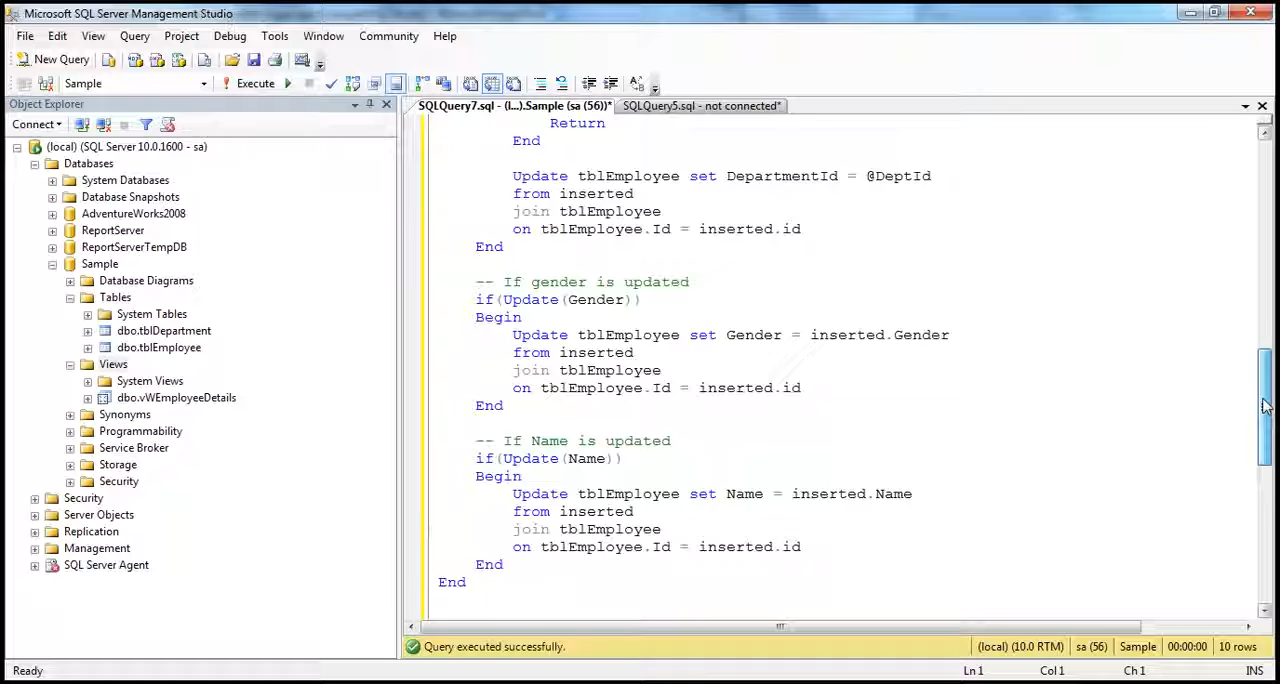 Microsoft SQL Server Management Studio
File Edit View Query Project Debug Tools Window Community Help
New Query
Sample Execute
Object Explorer
SQLQuery7.sql - (l...).Sample (sa (56))* SQLQuery5.sql - not connected*
Connect
(local) (SQL Server 10.0.1600 - sa)
Databases
System Databases
Database Snapshots
AdventureWorks2008
ReportServer
ReportServerTempDB
Sample
Database Diagrams
Tables
System Tables
dbo.tblDepartment
dbo.tblEmployee
Views
System Views
dbo.vWEmployeeDetails
Synonyms
Programmability
Service Broker
Storage
Security
Security
Server Objects
Replication
Management
SQL Server Agent
Return
End
Update tblEmployee set DepartmentId = @DeptId
from inserted
join tblEmployee
on tblEmployee.Id = inserted.id
End
-- If gender is updated
if(Update(Gender))
Begin
Update tblEmployee set Gender = inserted.Gender
from inserted
join tblEmployee
on tblEmployee.Id = inserted.id
End
-- If Name is updated
if(Update(Name))
Begin
Update tblEmployee set Name = inserted.Name
from inserted
join tblEmployee
on tblEmployee.Id = inserted.id
End
End
Query executed successfully. (local) (10.0 RTM) sa (56) Sample 00:00:00 10 rows
Ready Ln 1 Col 1 Ch 1 INS